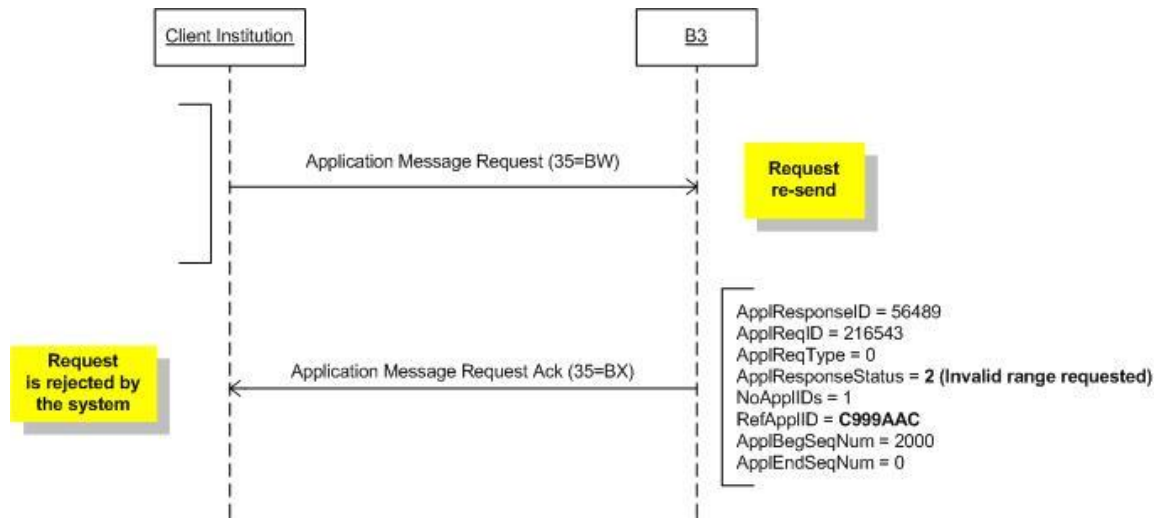 Client Institution
B3
Application Message Request (35=BW)
Request
re-send
ApplResponseID = 56489
ApplReqID = 216543
ApplReqType = 0
ApplResponseStatus = 2 (Invalid range requested)
NoApplIDs = 1
RefApplID = C999AAC
ApplBegSeqNum = 2000
ApplEndSeqNum = 0
Request
is rejected by
the system
Application Message Request Ack (35=BX)